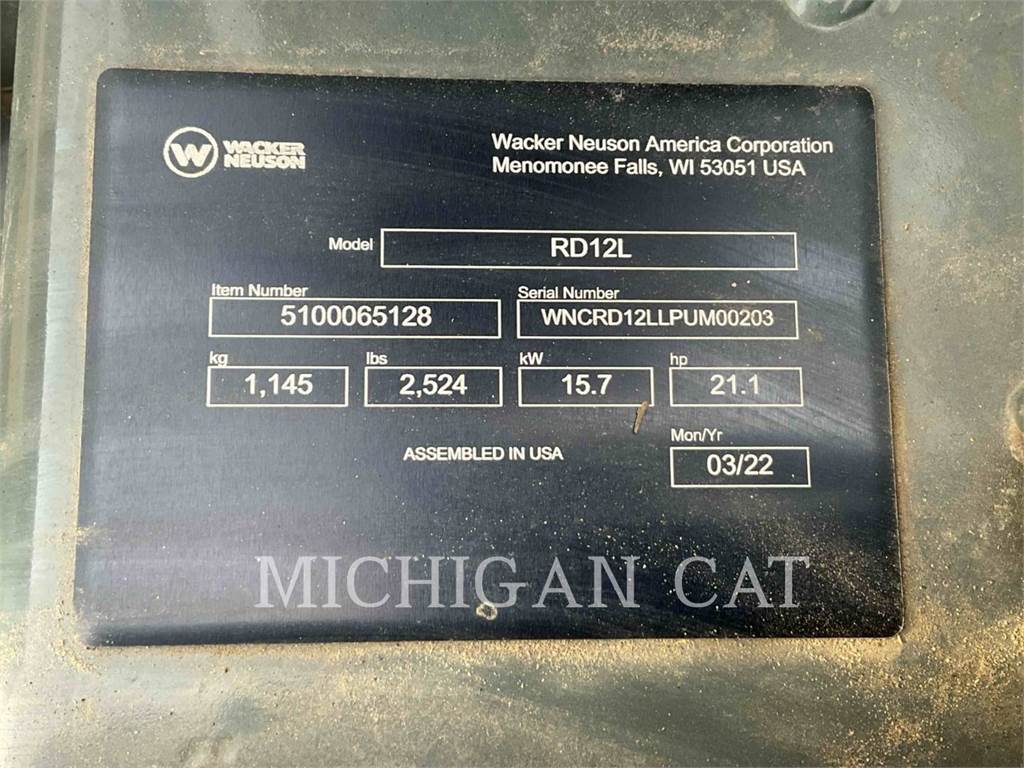 WACKER
NEUSON
Wacker Neuson America Corporation
Menomonee Falls, WI 53051 USA
Model RD12L
Item Number Serial Number
5100065128 WNCRD12LLPUM00203
kg lbs kW hp
1,145 2,524 15.7 21.1
Mon/Yr
ASSEMBLED IN USA 03/22
MICHIGAN CAT